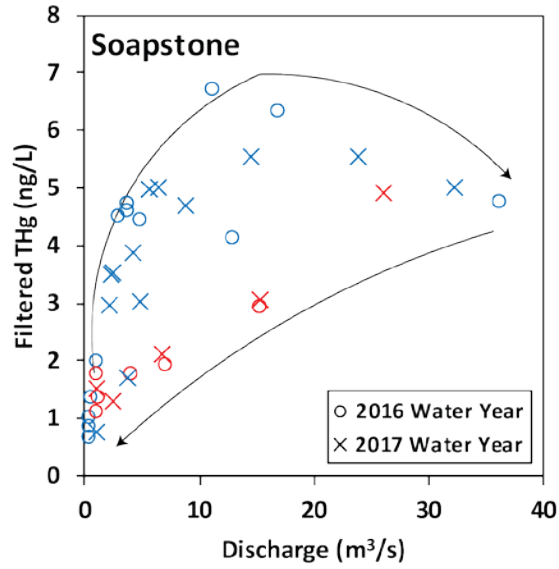 Soapstone
8
7
6
5
4
3
2
1
0
Filtered THg (ng/L)
2016 Water Year
2017 Water Year
0 10 20 30 40
Discharge (m³/s)